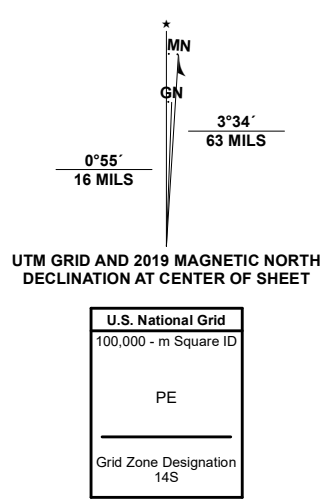 ★
MN
GN
3°34´
63 MILS
0°55´
16 MILS
UTM GRID AND 2019 MAGNETIC NORTH
DECLINATION AT CENTER OF SHEET
U.S. National Grid
100,000 - m Square ID
PE
Grid Zone Designation
14S